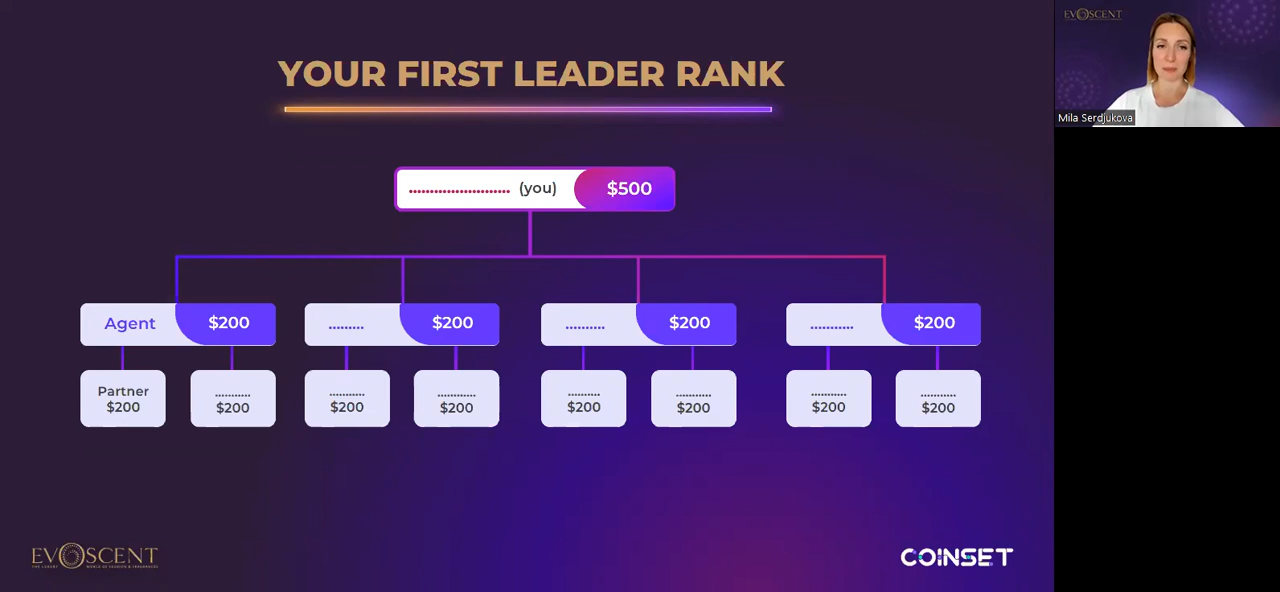 YOUR FIRST LEADER RANK
EVOSCENT
Mila Serdjukova
........................ (you) $500
Agent $200
......... $200
.......... $200
........... $200
Partner
$200
...........
$200
...........
$200
............
$200
...........
$200
...........
$200
...........
$200
...........
$200
EVOSCENT
COINSET